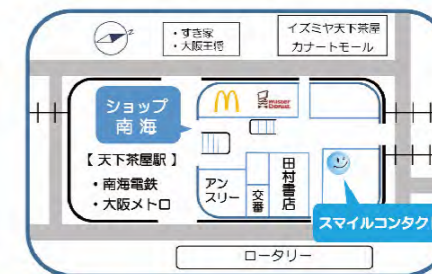 ・すき家
・大阪王将
イズミヤ天下茶屋
カナートモール
ショップ
南海
【 天下茶屋駅 】
・南海電鉄
・大阪メトロ
mister
Donut
アン
スリー
交番
田村書店
スマイルコンタクト
ロータリー